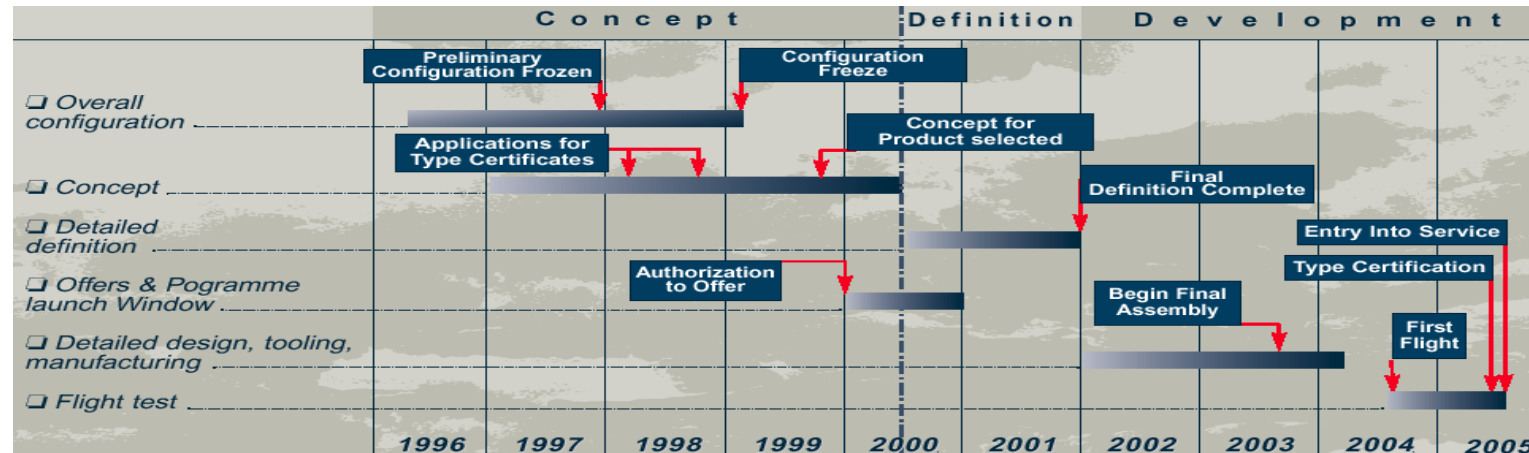 Concept Definition Development
Preliminary
Configuration Frozen
Configuration
Freeze
❏ Overall
configuration
Applications for
Type Certificates
Concept for
Product selected
❏ Concept
Final
Definition Complete
❏ Detailed
definition
Entry Into Service
Type Certification
Authorization
to Offer
❏ Offers & Pogramme
launch Window
Begin Final
Assembly
First
Flight
❏ Detailed design, tooling,
manufacturing
❏ Flight test
1996 1997 1998 1999 2000 2001 2002 2003 2004 2005